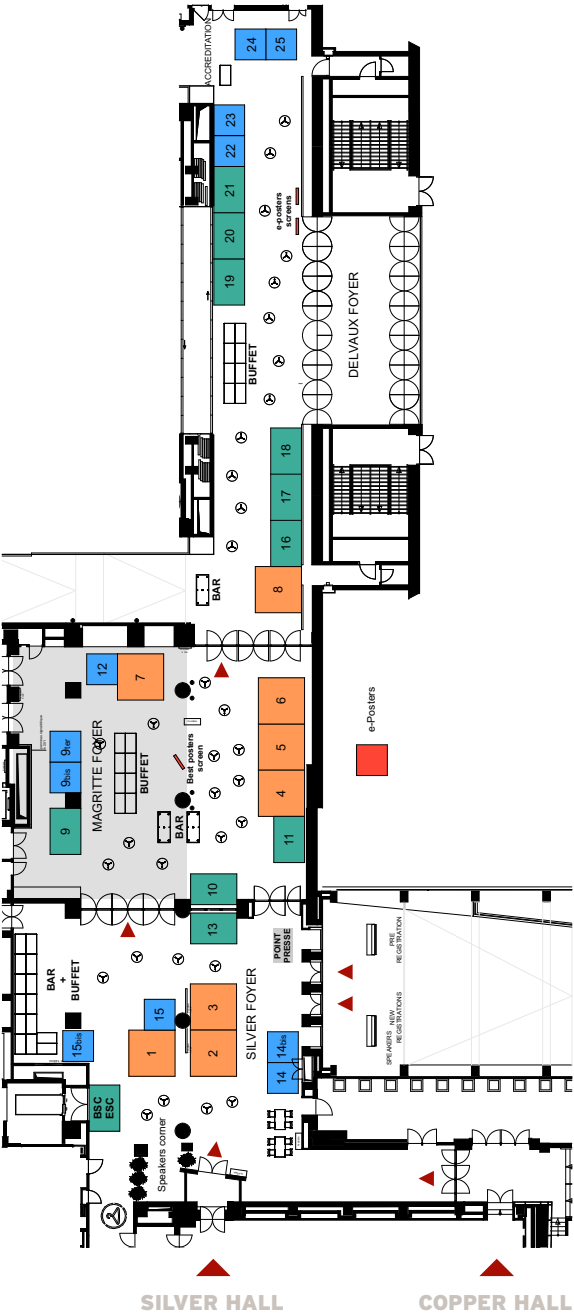 ACCREDITATION
24
25
23
22
21
e-posters
screens
20
19
DELVAUX FOYER
BUFFET
18
17
16
8
BAR
12
7
6
e-Posters
MAGRITTE FOYER
9ter
9bis
BUFFET
Best posters
screen
5
4
9
BAR
11
10
13
POINT
PRESSE
PRE
REGISTRATION
BAR
+
BUFFET
SILVER FOYER
15
3
SPEAKERS
NEW
REGISTRATIONS
15bis
1
2
14bis
14
BSC
ESC
Speakers corner
SILVER HALL
COPPER HALL